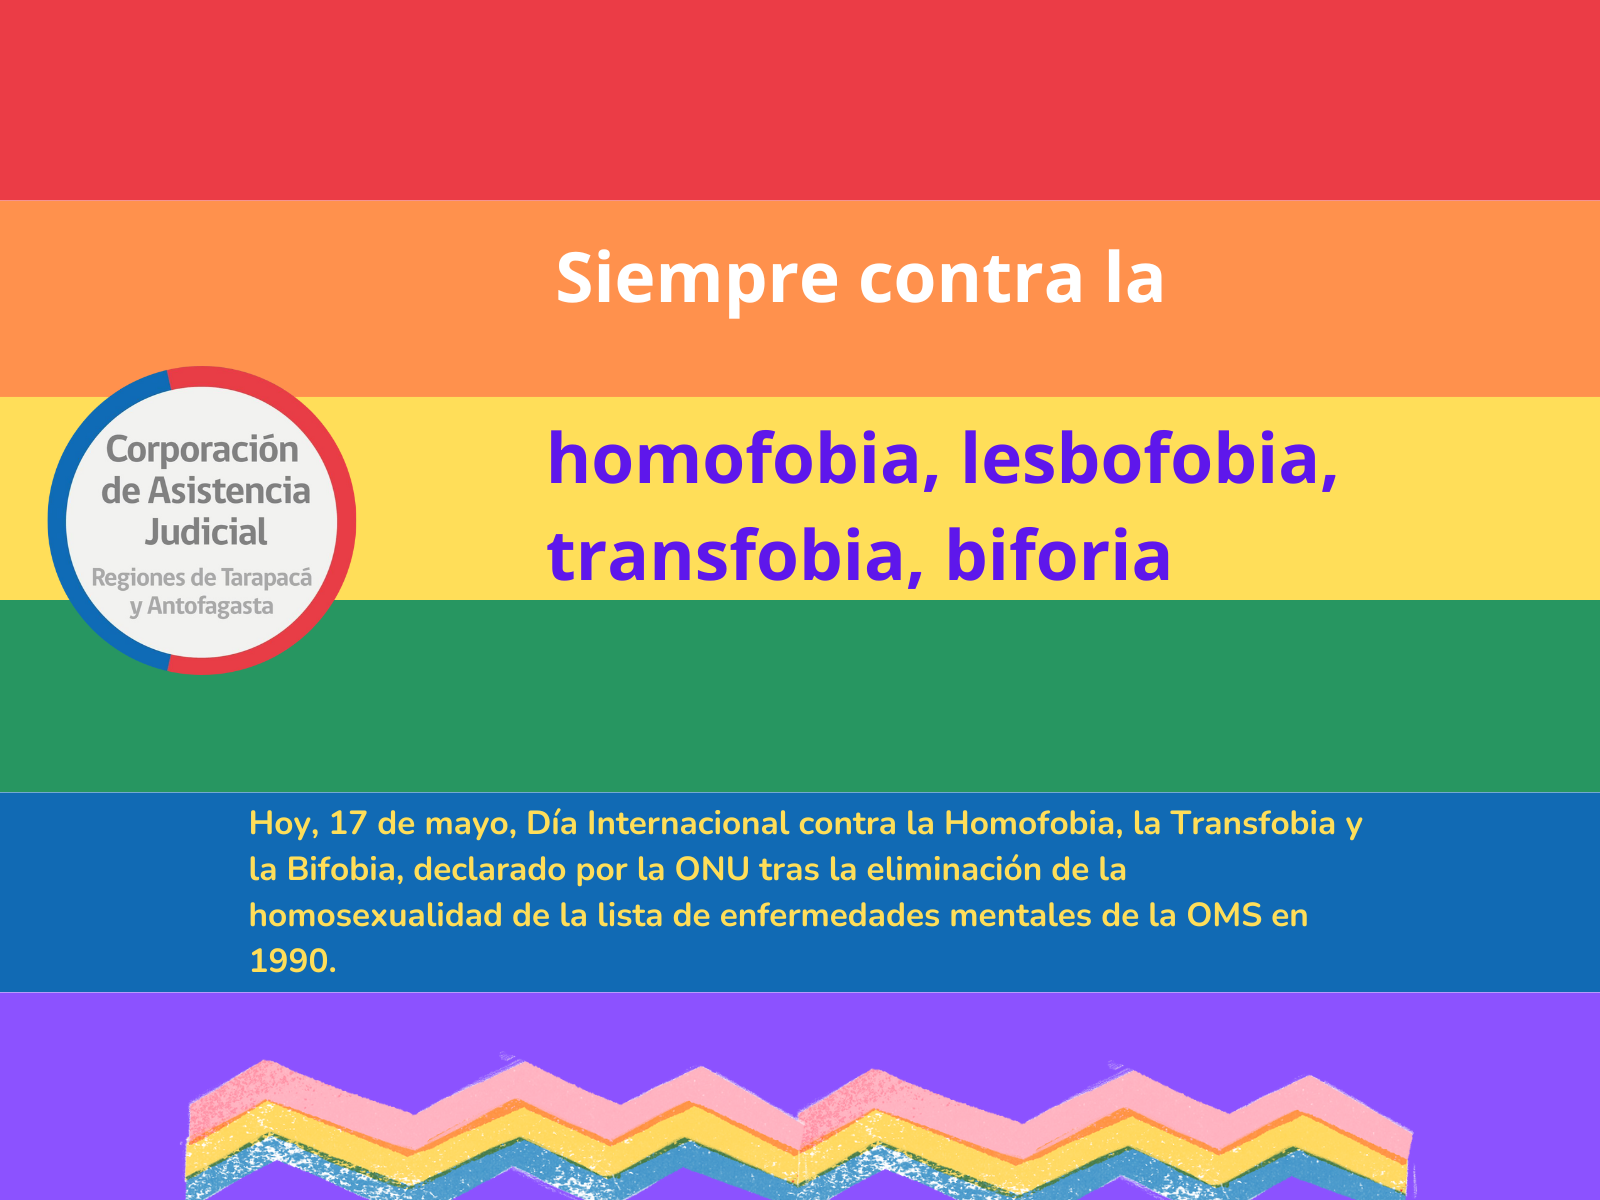 Siempre contra la
homofobia, lesbofobia,
transfobia, biforia
Corporación
de Asistencia
Judicial
Regiones de Tarapacá
y Antofagasta
Hoy, 17 de mayo, Día Internacional contra la Homofobia, la Transfobia y
la Bifobia, declarado por la ONU tras la eliminación de la
homosexualidad de la lista de enfermedades mentales de la OMS en
1990.